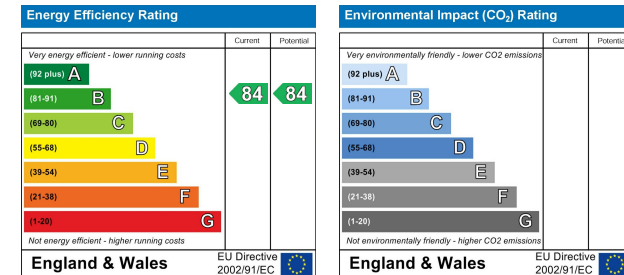 Energy Efficiency Rating
Current Potential
Very energy efficient - lower running costs
(92 plus) A
(81-91) B 84 84
(69-80) C
(55-68) D
(39-54) E
(21-38) F
(1-20) G
Not energy efficient - higher running costs
England & Wales
EU Directive
2002/91/EC
Environmental Impact (CO₂) Rating
Current Potential
Very environmentally friendly - lower CO2 emissions
(92 plus) A
(81-91) B
(69-80) C
(55-68) D
(39-54) E
(21-38) F
(1-20) G
Not environmentally friendly - higher CO2 emissions
England & Wales
EU Directive
2002/91/EC